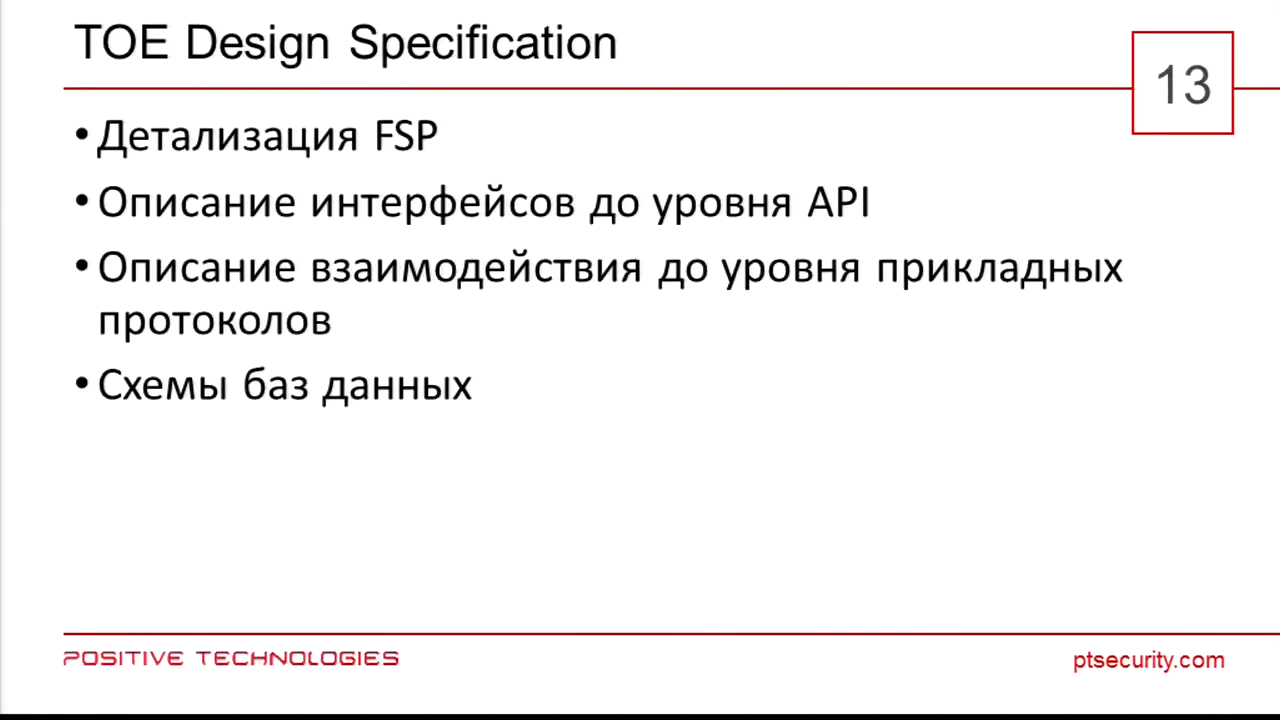 TOE Design Specification
13
• Детализация FSP
• Описание интерфейсов до уровня API
• Описание взаимодействия до уровня прикладных
протоколов
• Схемы баз данных
POSITIVE TECHNOLOGIES
ptsecurity.com